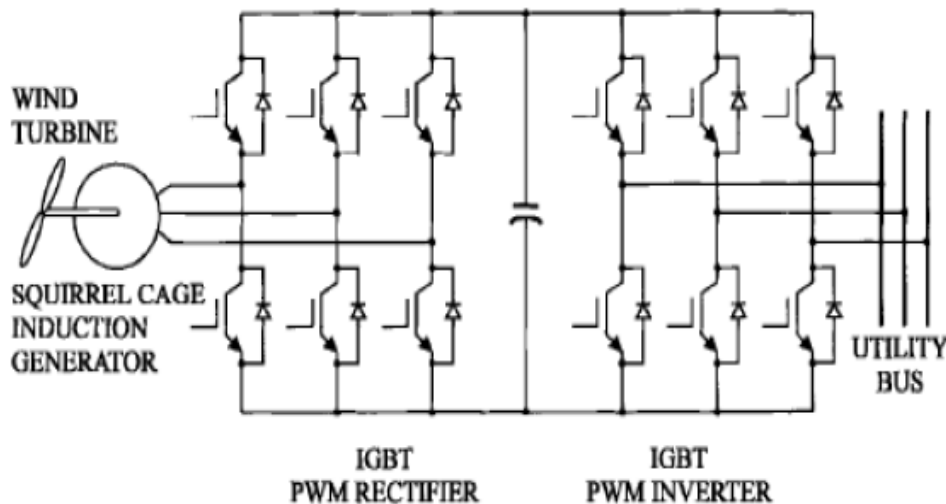 WIND
TURBINE
SQUIRREL CAGE
INDUCTION
GENERATOR
UTILITY
BUS
IGBT
PWM RECTIFIER
IGBT
PWM INVERTER